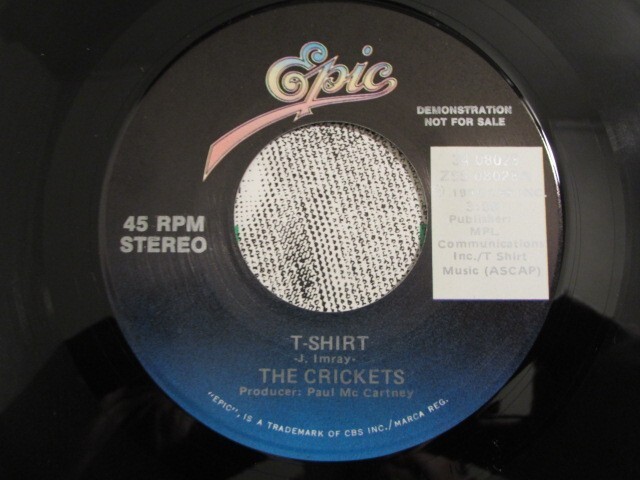 Epic
DEMONSTRATION
NOT FOR SALE
Publisher:
MPL
Communications
Inc./T Shirt
Music (ASCAP)
45 RPM
STEREO
T-SHIRT
-J. Imray-
THE CRICKETS
Producer: Paul Mc Cartney
"EPIC", IS A TRADEMARK OF CBS INC./MARCA REG.